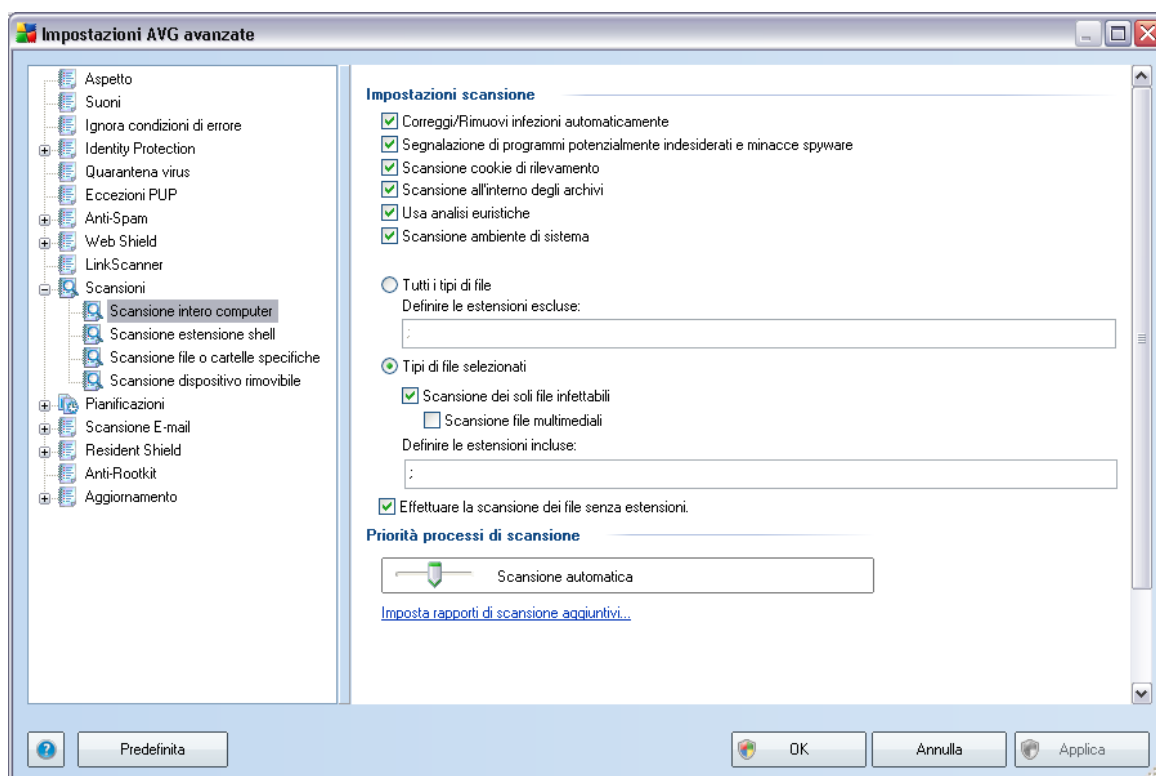 Impostazioni AVG avanzate
Aspetto
Suoni
Ignora condizioni di errore
Identity Protection
Quarantena virus
Eccezioni PUP
Anti-Spam
Web Shield
LinkScanner
Scansioni
Scansione intero computer
Scansione estensione shell
Scansione file o cartelle specifiche
Scansione dispositivo rimovibile
Pianificazioni
Scansione E-mail
Resident Shield
Anti-Rootkit
Aggiornamento
Impostazioni scansione
Correggi/Rimuovi infezioni automaticamente
Segnalazione di programmi potenzialmente indesiderati e minacce spyware
Scansione cookie di rilevamento
Scansione all'interno degli archivi
Usa analisi euristiche
Scansione ambiente di sistema
Tutti i tipi di file
Definire le estensioni escluse:
;
Tipi di file selezionati
Scansione dei soli file infettabili
Scansione file multimediali
Definire le estensioni incluse:
;
Effettuare la scansione dei file senza estensioni.
Priorità processi di scansione
Scansione automatica
Imposta rapporti di scansione aggiuntivi...
?
Predefinita
OK
Annulla
Applica